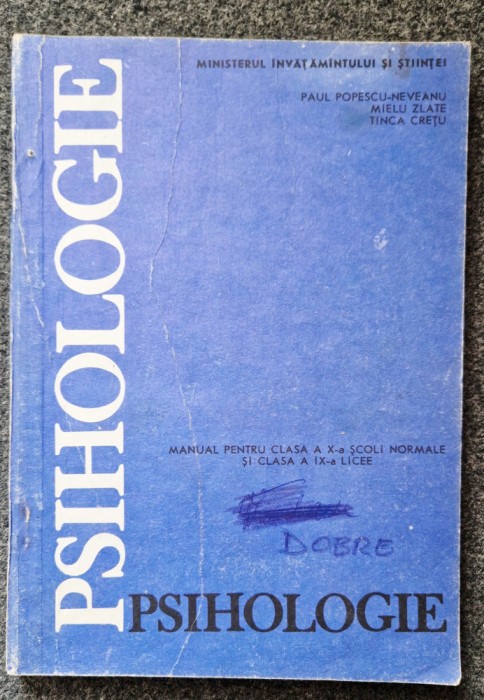 MINISTERUL ÎNVĂȚĂMÎNTULUI ȘI ȘTIINȚEI
PAUL POPESCU-NEVEANU
MIELU ZLATE
TINCA CREȚU
PSIHOLOGIE
MANUAL PENTRU CLASA A X-a ȘCOLI NORMALE
ȘI CLASA A IX-a LICEE
DOBRE
PSIHOLOGIE